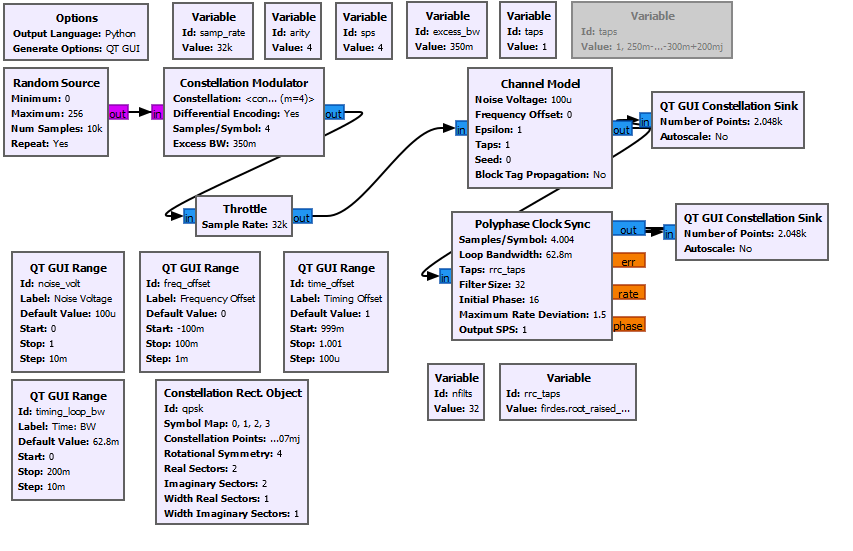 Options
Output Language: Python
Generate Options: QT GUI
Variable
Id: samp_rate
Value: 32k
Variable
Id: arity
Value: 4
Variable
Id: sps
Value: 4
Variable
Id: excess_bw
Value: 350m
Variable
Id: taps
Value: 1
Variable
Id: taps
Value: 1, 250m-...-300m+200mj
Random Source
Minimum: 0
Maximum: 256
Num Samples: 10k
Repeat: Yes
out
in
Constellation Modulator
Constellation: <con... (m=4)>
Differential Encoding: Yes
Samples/Symbol: 4
Excess BW: 350m
out
in
Channel Model
Noise Voltage: 100u
Frequency Offset: 0
Epsilon: 1
Taps: 1
Seed: 0
Block Tag Propagation: No
out
in
QT GUI Constellation Sink
Number of Points: 2.048k
Autoscale: No
in
Throttle
Sample Rate: 32k
out
in
Polyphase Clock Sync
Samples/Symbol: 4.004
Loop Bandwidth: 62.8m
Taps: rrc_taps
Filter Size: 32
Initial Phase: 16
Maximum Rate Deviation: 1.5
Output SPS: 1
out
err
rate
phase
in
QT GUI Constellation Sink
Number of Points: 2.048k
Autoscale: No
QT GUI Range
Id: noise_volt
Label: Noise Voltage
Default Value: 100u
Start: 0
Stop: 1
Step: 10m
QT GUI Range
Id: freq_offset
Label: Frequency Offset
Default Value: 0
Start: -100m
Stop: 100m
Step: 1m
QT GUI Range
Id: time_offset
Label: Timing Offset
Default Value: 1
Start: 999m
Stop: 1.001
Step: 100u
QT GUI Range
Id: timing_loop_bw
Label: Time: BW
Default Value: 62.8m
Start: 0
Stop: 200m
Step: 10m
Constellation Rect. Object
Id: qpsk
Symbol Map: 0, 1, 2, 3
Constellation Points: ...07mj
Rotational Symmetry: 4
Real Sectors: 2
Imaginary Sectors: 2
Width Real Sectors: 1
Width Imaginary Sectors: 1
Variable
Id: nfilts
Value: 32
Variable
Id: rrc_taps
Value: firdes.root_raised_...